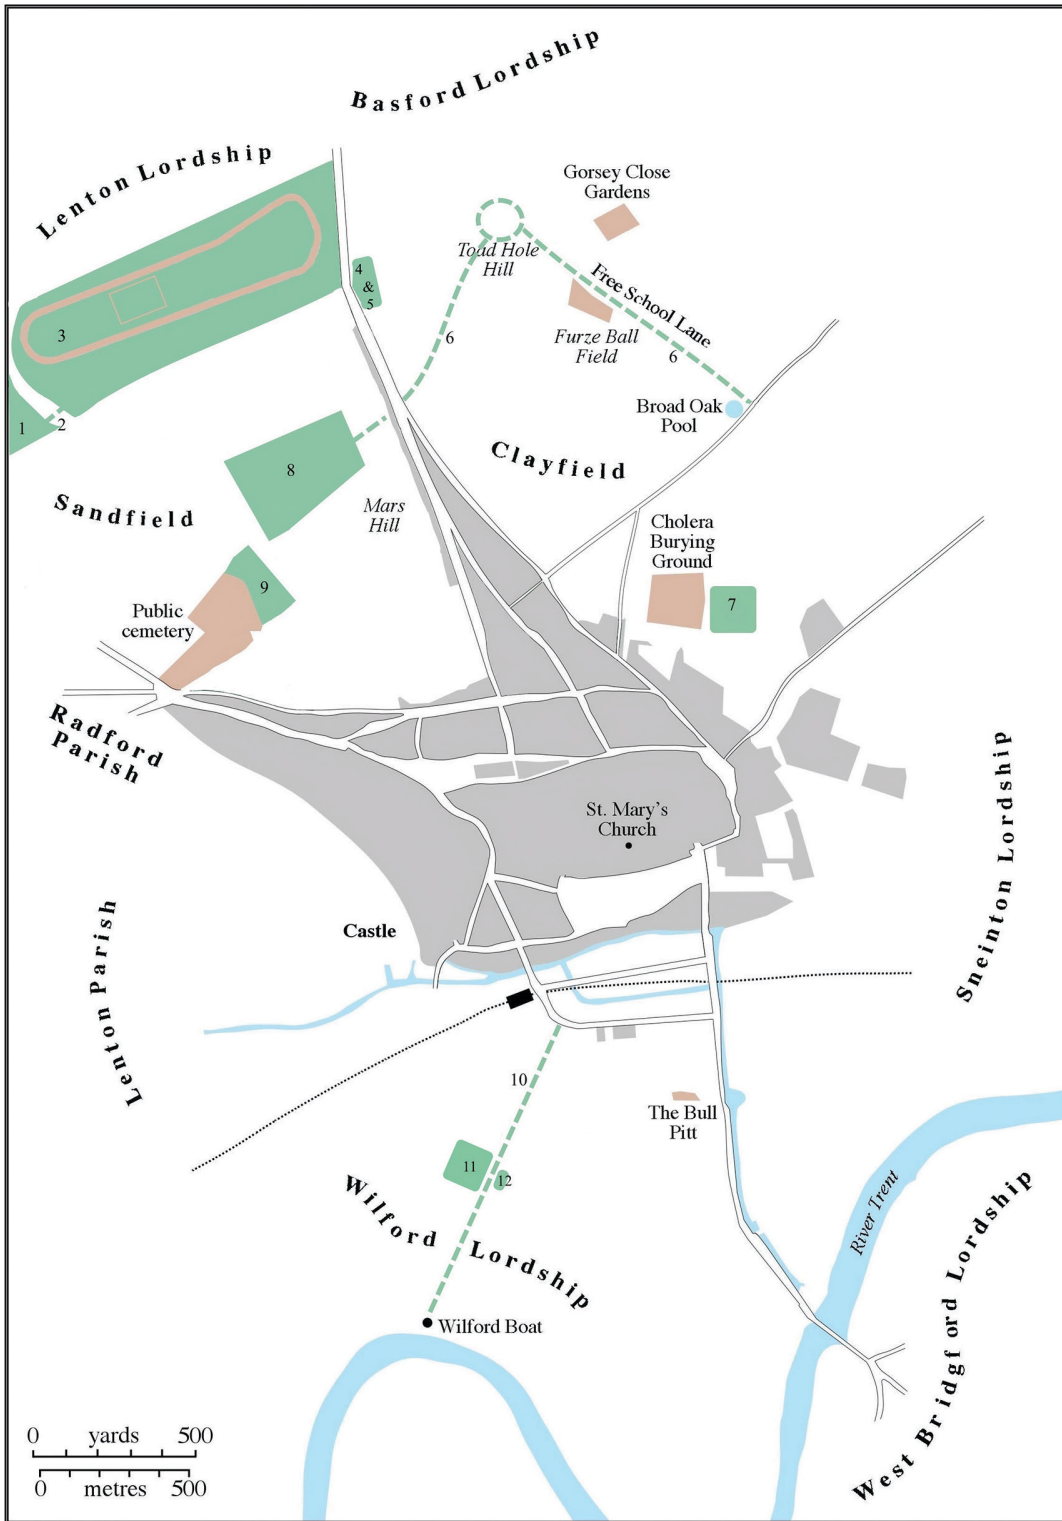 Basford Lordship
Lenton Lordship
Gorsey Close
Gardens
Toad Hole
Hill
Free School Lane
4
&
5
3
6
Furze Ball
Field
6
Broad Oak
Pool
1
2
Clayfield
8
Sandfield
Mars
Hill
Cholera
Burying
Ground
9
7
Public
cemetery
Radford
Parish
St. Mary's
Church
Sneinton Lordship
Castle
Lenton Parish
10
The Bull
Pitt
11
12
Wilford Lordship
River Trent
West Bridgford Lordship
Wilford Boat
0 yards 500
0 metres 500